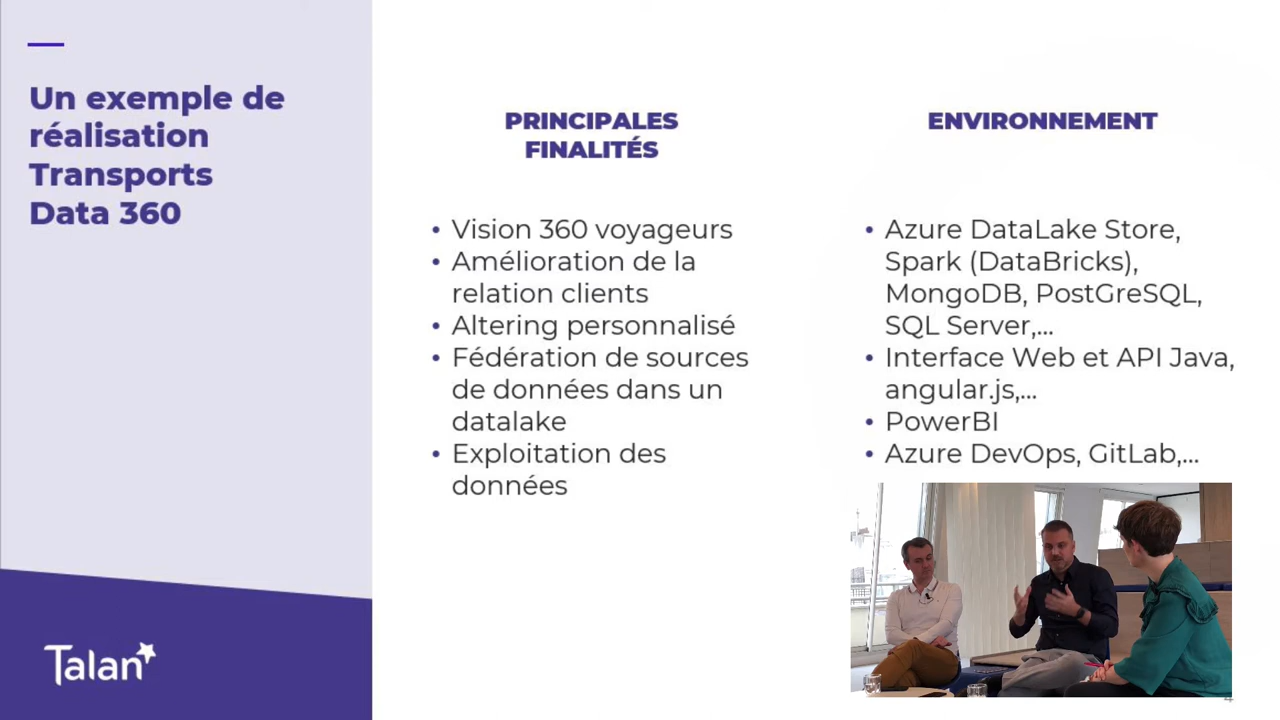 Un exemple de
réalisation
Transports
Data 360
PRINCIPALES
FINALITÉS
• Vision 360 voyageurs
• Amélioration de la
relation clients
• Altering personnalisé
• Fédération de sources
de données dans un
datalake
• Exploitation des
données
ENVIRONNEMENT
• Azure DataLake Store,
Spark (DataBricks),
MongoDB, PostGreSQL,
SQL Server,...
• Interface Web et API Java,
angular.js,...
• PowerBI
• Azure DevOps, GitLab,...
Talan